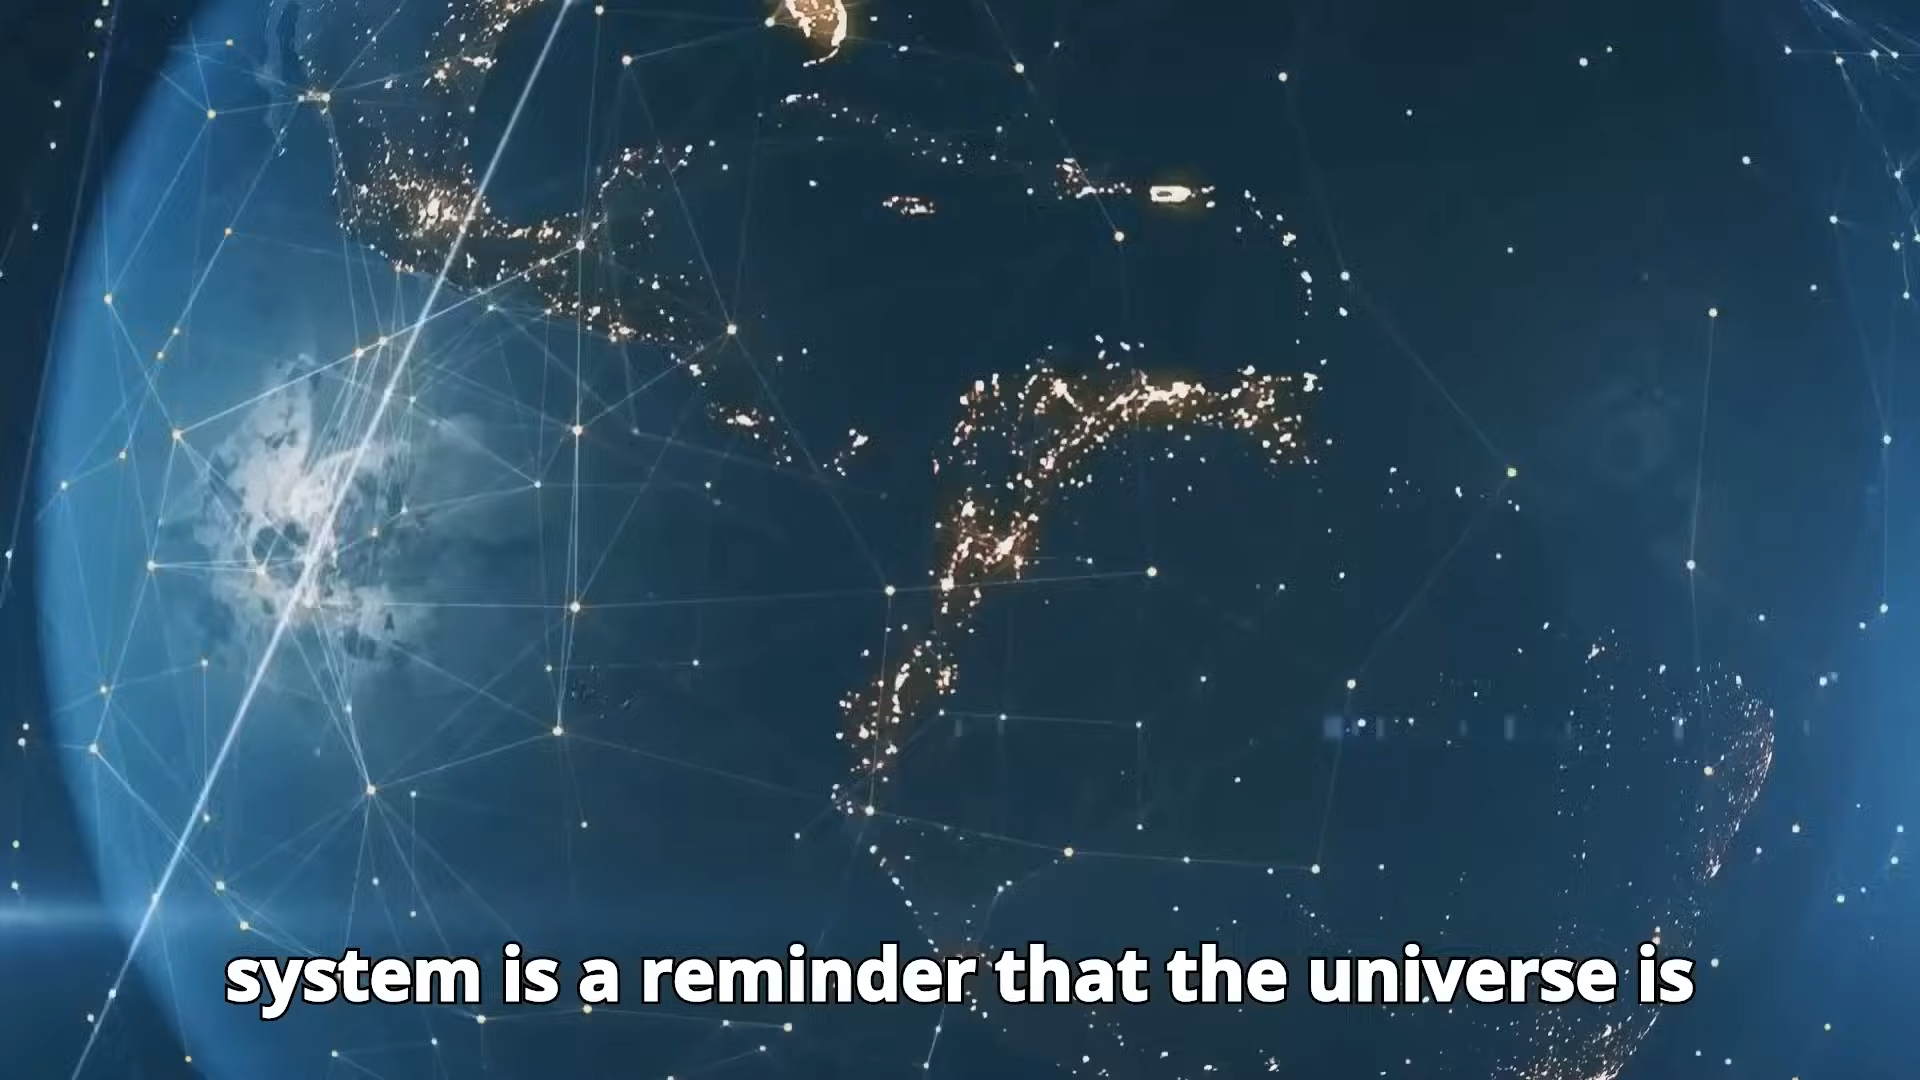 system is a reminder that the universe is